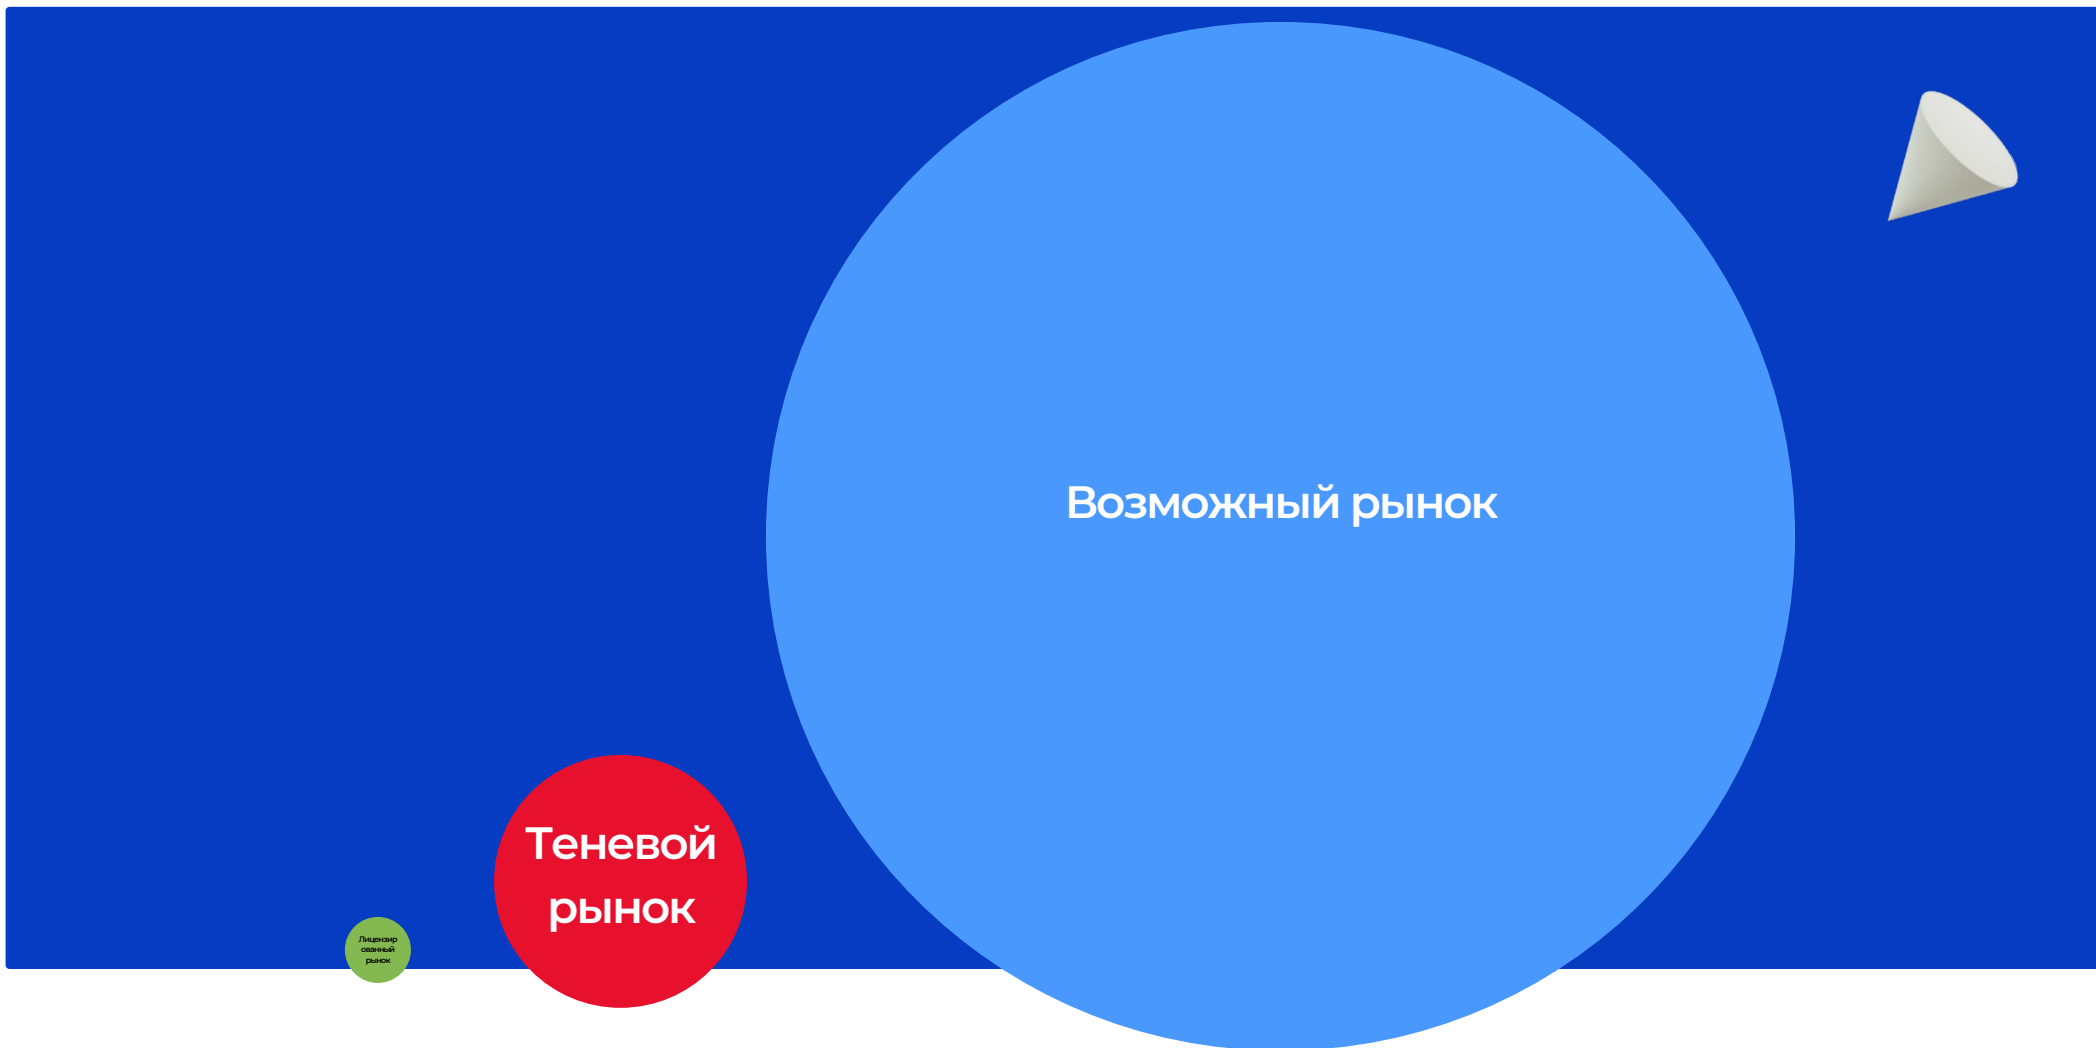 Возможный рынок
Теневой
рынок
Лицензир
ованный
рынок